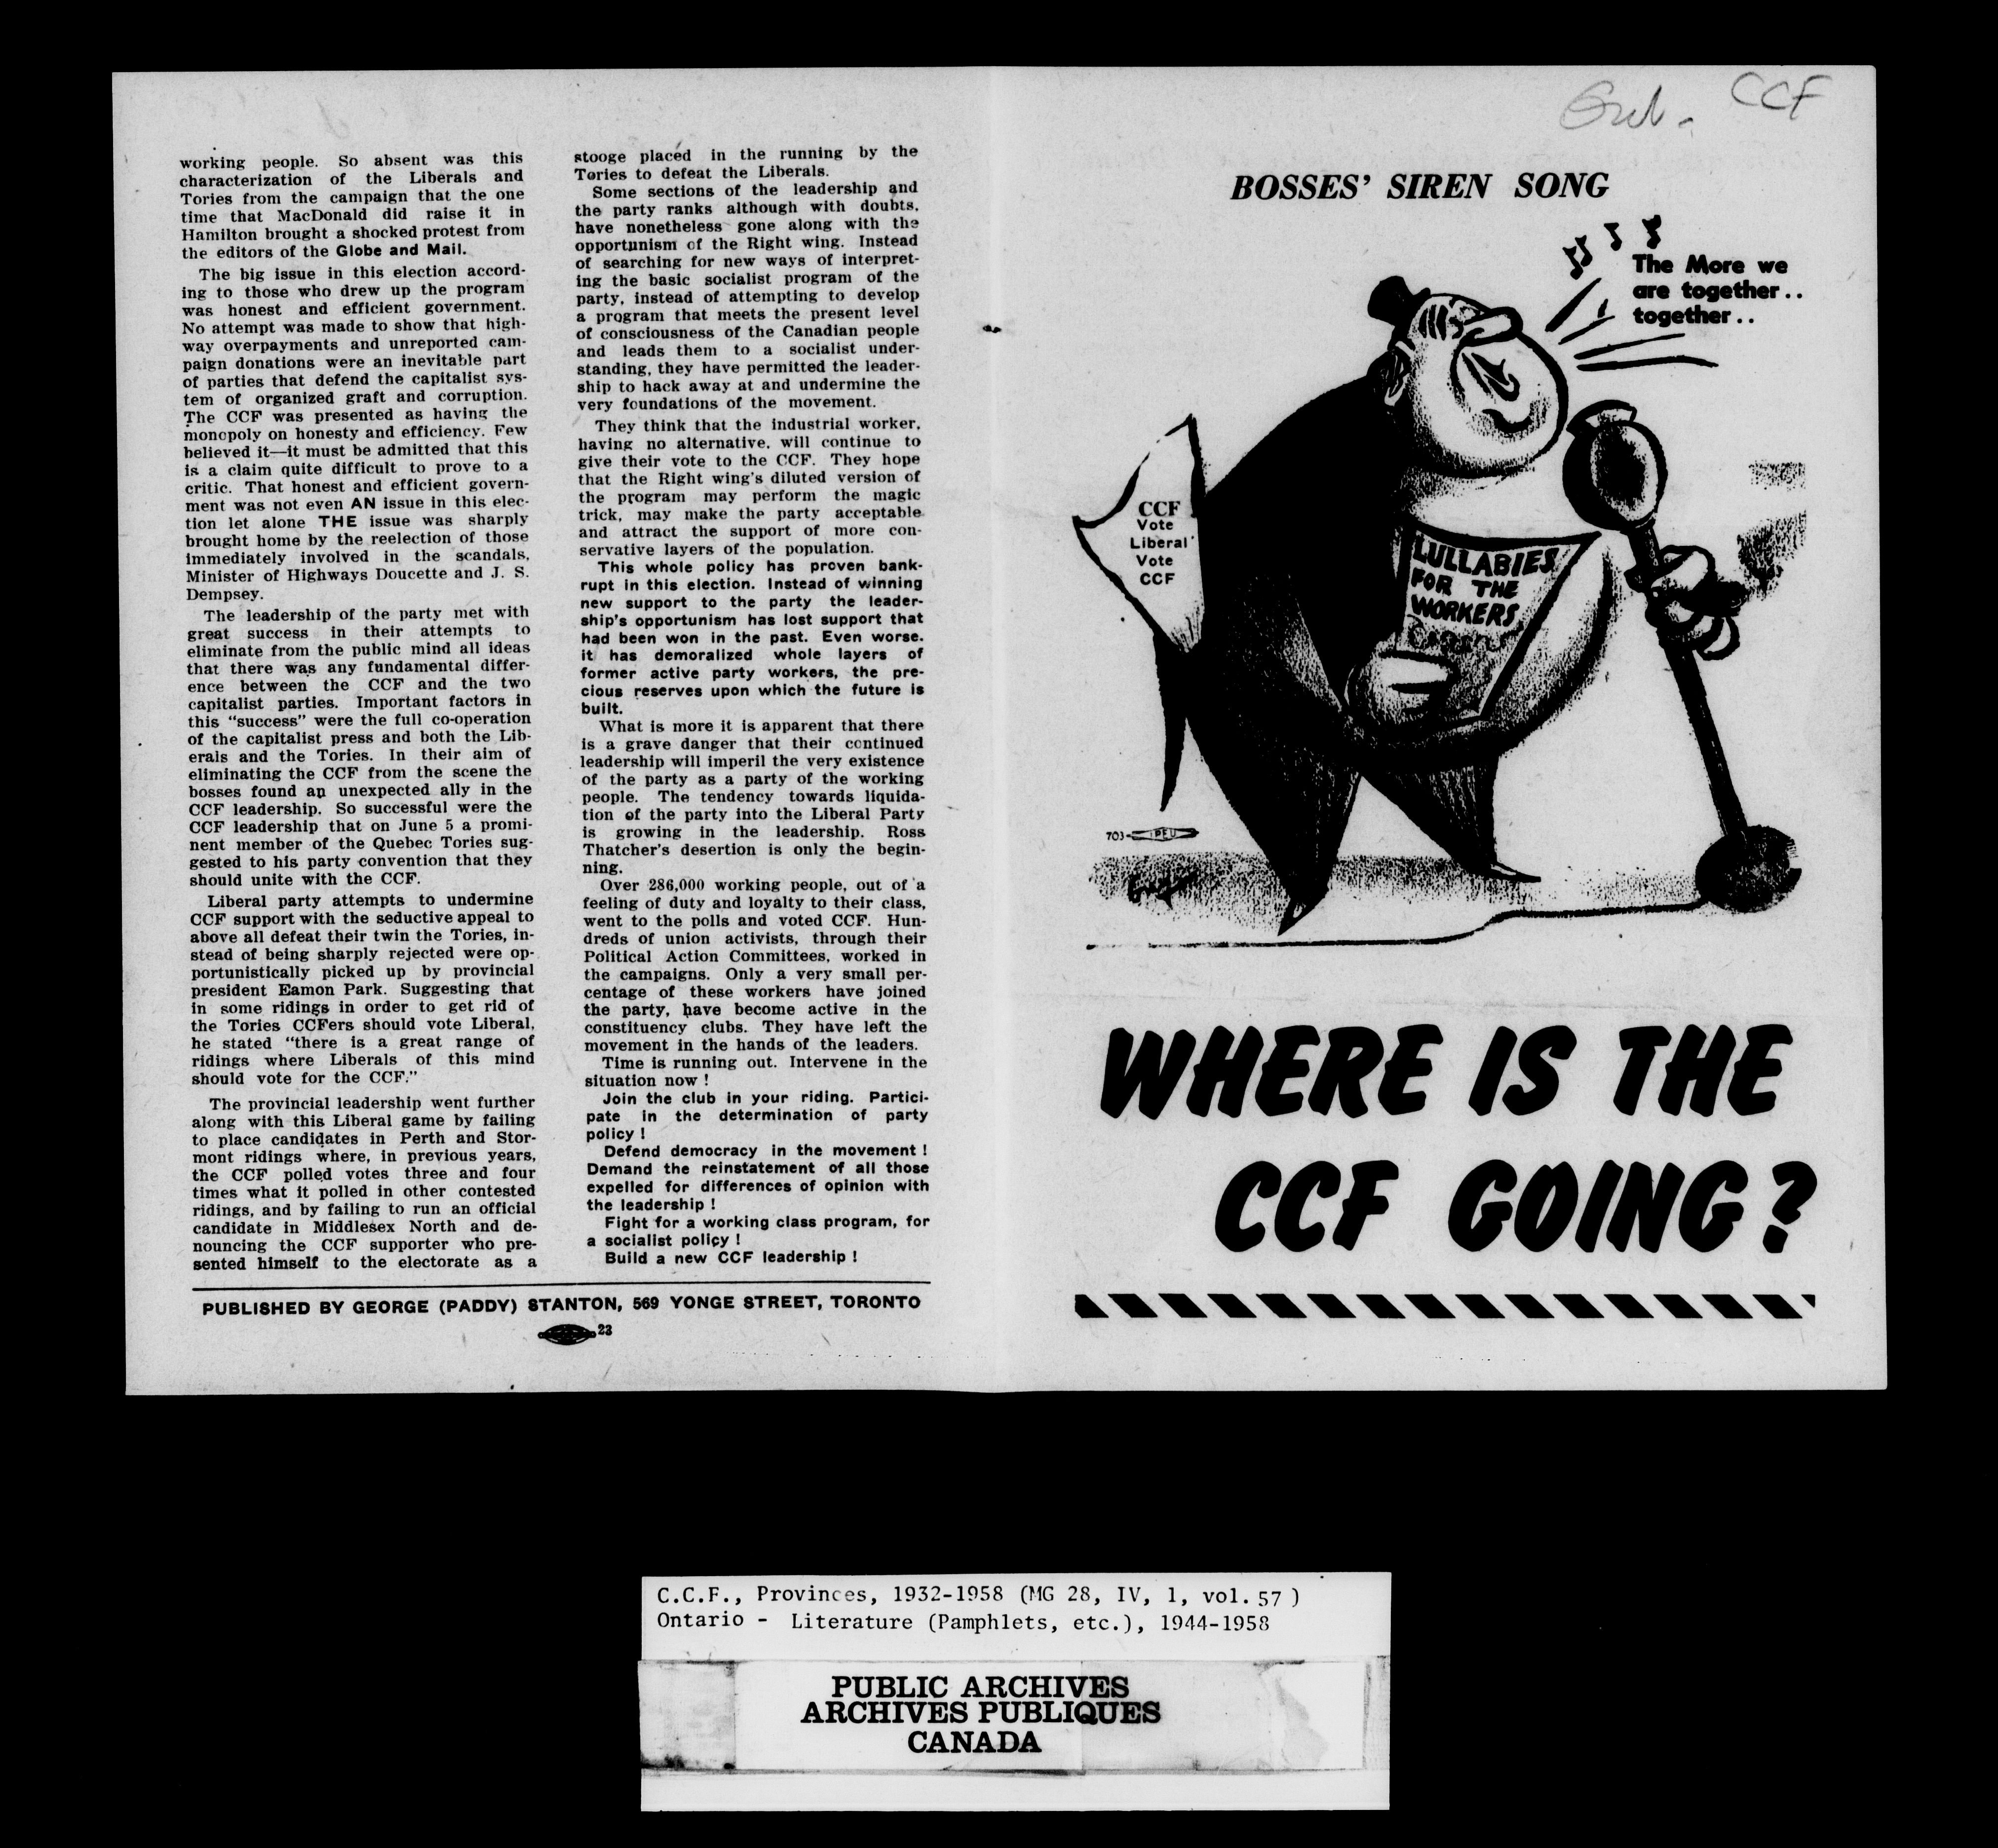 working people. So absent was this
characterization of the Liberals and
Tories from the campaign that the one
time that MacDonald did raise it in
Hamilton brought a shocked protest from
the editors of the Globe and Mail.
The big issue in this election accord-
ing to those who drew up the program
was honest and efficient government.
No attempt was made to show that high-
way overpayments and unreported cam-
paign donations were an inevitable part
of parties that defend the capitalist sys-
tem of organized graft and corruption.
The CCF was presented as having the
monopoly on honesty and efficiency. Few
believed it—it must be admitted that this
is a claim quite difficult to prove to a
critic. That honest and efficient govern-
ment was not even AN issue in this elec-
tion let alone THE issue was sharply
brought home by the reelection of those
immediately involved in the scandals,
Minister of Highways Doucette and J. S.
Dempsey.
The leadership of the party met with
great success in their attempts to
eliminate from the public mind all ideas
that there was any fundamental differ-
ence between the CCF and the two
capitalist parties. Important factors in
this "success" were the full co-operation
of the capitalist press and both the Lib-
erals and the Tories. In their aim of
eliminating the CCF from the scene the
bosses found an unexpected ally in the
CCF leadership. So successful were the
CCF leadership that on June 5 a promi-
nent member of the Quebec Tories sug-
gested to his party convention that they
should unite with the CCF.
Liberal party attempts to undermine
CCF support with the seductive appeal to
above all defeat their twin the Tories, in-
stead of being sharply rejected were op-
portunistically picked up by provincial
president Eamon Park. Suggesting that
in some ridings in order to get rid of
the Tories CCFers should vote Liberal,
he stated "there is a great range of
ridings where Liberals of this mind
should vote for the CCF."
The provincial leadership went further
along with this Liberal game by failing
to place candidates in Perth and Stor-
mont ridings where, in previous years,
the CCF polled votes three and four
times what it polled in other contested
ridings, and by failing to run an official
candidate in Middlesex North and de-
nouncing the CCF supporter who pre-
sented himself to the electorate as a
stooge placed in the running by the
Tories to defeat the Liberals.
Some sections of the leadership and
the party ranks although with doubts,
have nonetheless gone along with the
opportunism of the Right wing. Instead
of searching for new ways of interpret-
ing the basic socialist program of the
party, instead of attempting to develop
a program that meets the present level
of consciousness of the Canadian people
and leads them to a socialist under-
standing, they have permitted the leader-
ship to hack away at and undermine the
very foundations of the movement.
They think that the industrial worker,
having no alternative, will continue to
give their vote to the CCF. They hope
that the Right wing's diluted version of
the program may perform the magic
trick, may make the party acceptable
and attract the support of more con-
servative layers of the population.
This whole policy has proven bank-
rupt in this election. Instead of winning
new support to the party the leader-
ship's opportunism has lost support that
had been won in the past. Even worse,
it has demoralized whole layers of
former active party workers, the pre-
cious reserves upon which the future is
built.
What is more it is apparent that there
is a grave danger that their continued
leadership will imperil the very existence
of the party as a party of the working
people. The tendency towards liquida-
tion of the party into the Liberal Party
is growing in the leadership. Ross
Thatcher's desertion is only the begin-
ning.
Over 286,000 working people, out of a
feeling of duty and loyalty to their class,
went to the polls and voted CCF. Hun-
dreds of union activists, through their
Political Action Committees, worked in
the campaigns. Only a very small per-
centage of these workers have joined
the party, have become active in the
constituency clubs. They have left the
movement in the hands of the leaders.
Time is running out. Intervene in the
situation now !
Join the club in your riding. Partici-
pate in the determination of party
policy !
Defend democracy in the movement !
Demand the reinstatement of all those
expelled for differences of opinion with
the leadership !
Fight for a working class program, for
a socialist policy !
Build a new CCF leadership !
PUBLISHED BY GEORGE (PADDY) STANTON, 569 YONGE STREET, TORONTO
23
CCF
BOSSES' SIREN SONG
The More we
are together..
together..
CCF
Vote
Liberal
Vote
CCF
LULLABIES
FOR THE
WORKERS
703
WHERE IS THE
CCF GOING?
C.C.F., Provinces, 1932-1958 (MG 28, IV, 1, vol. 57 )
Ontario - Literature (Pamphlets, etc.), 1944-1958
PUBLIC ARCHIVES
ARCHIVES PUBLIQUES
CANADA